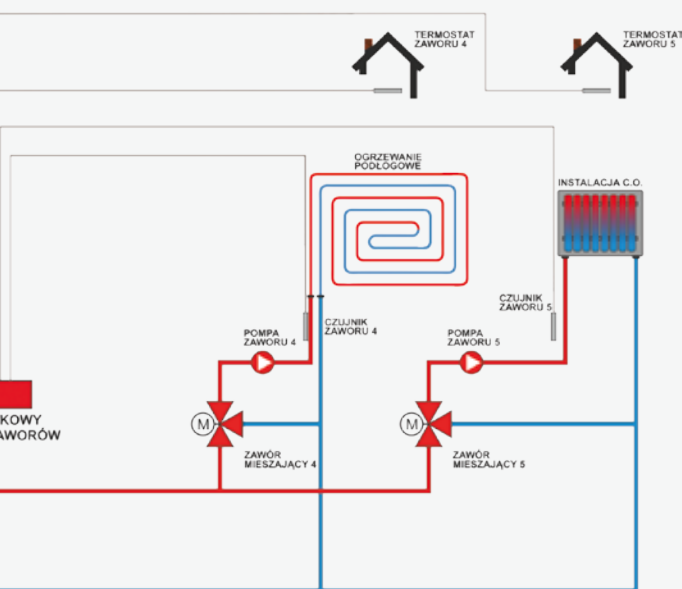 TERMOSTAT
ZAWORU 4
TERMOSTAT
ZAWORU 5
OGRZEWANIE
PODŁOGOWE
INSTALACJA C.O.
CZUJNIK
ZAWORU 5
CZUJNIK
ZAWORU 4
POMPA
ZAWORU 4
POMPA
ZAWORU 5
KOWY
AWORÓW
M
M
ZAWÓR
MIESZAJĄCY 4
ZAWÓR
MIESZAJĄCY 5